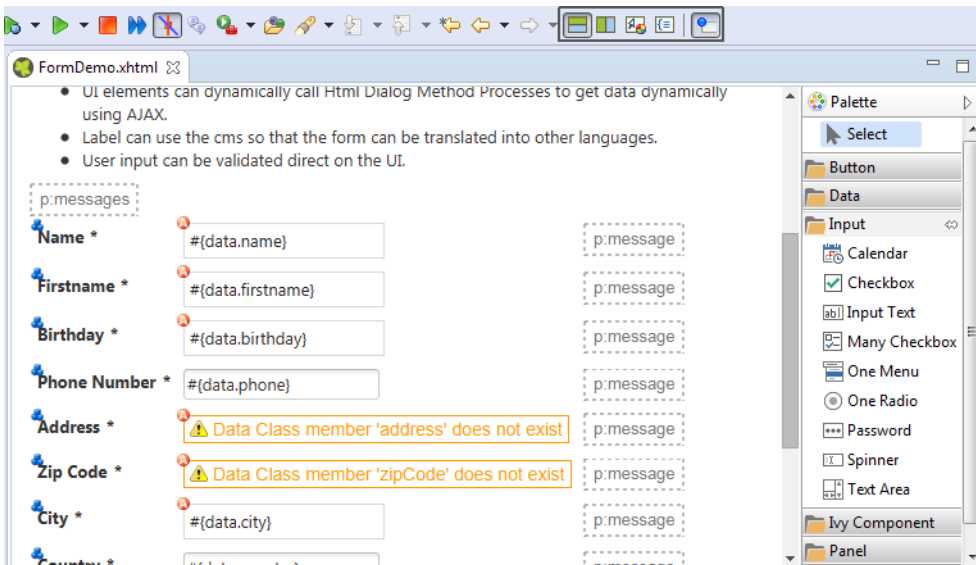 FormDemo.xhtml
UI elements can dynamically call Html Dialog Method Processes to get data dynamically
using AJAX.
Label can use the cms so that the form can be translated into other languages.
User input can be validated direct on the UI.
p:messages
Name * #{data.name} p:message
Firstname * #{data.firstname} p:message
Birthday * #{data.birthday} p:message
Phone Number * #{data.phone} p:message
Address * Data Class member 'address' does not exist p:message
Zip Code * Data Class member 'zipCode' does not exist p:message
City * #{data.city} p:message
Country *
Palette
Select
Button
Data
Input
Calendar
Checkbox
Input Text
Many Checkbox
One Menu
One Radio
Password
Spinner
Text Area
Ivy Component
Panel